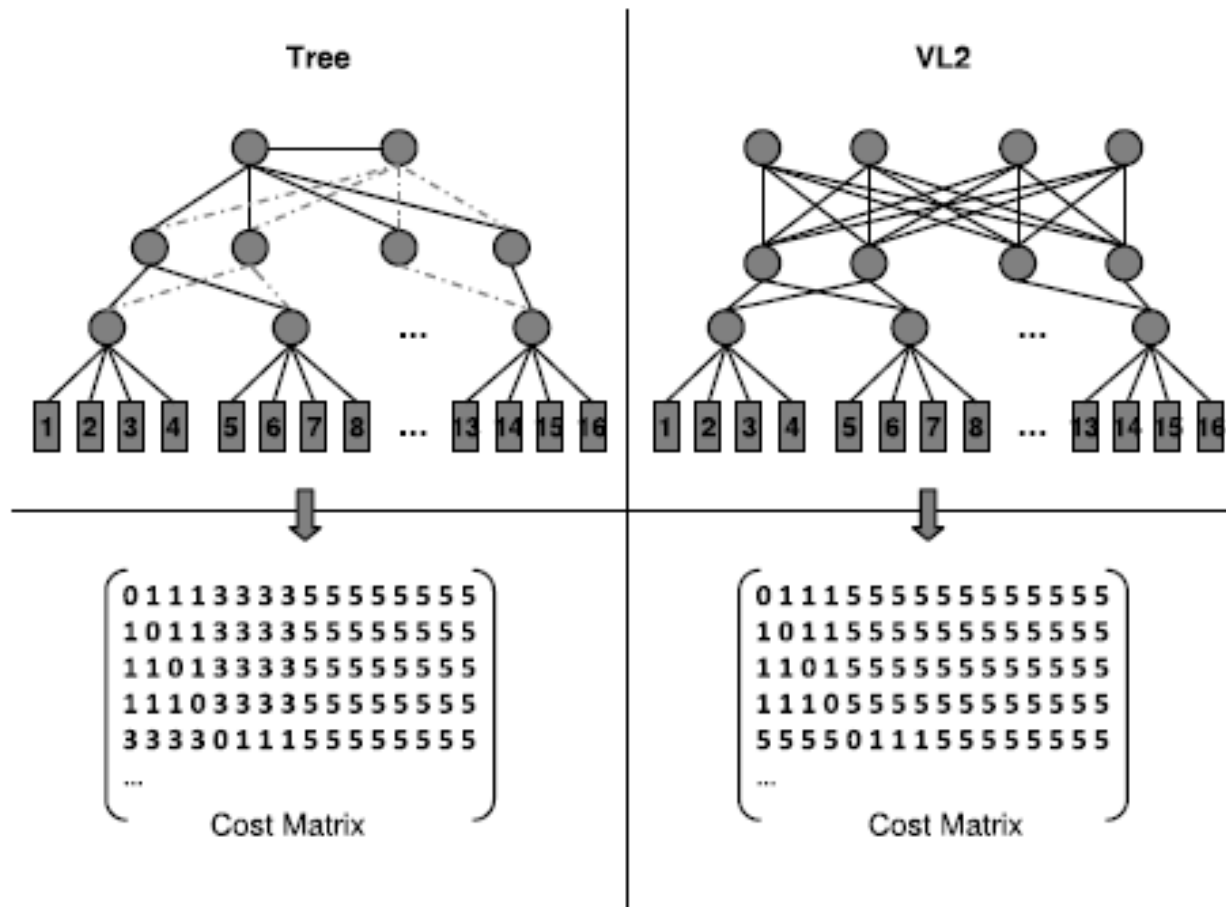 Tree
...
1 2 3 4 5 6 7 8 ... 13 14 15 16
0 1 1 1 3 3 3 3 5 5 5 5 5 5 5 5
1 0 1 1 3 3 3 3 5 5 5 5 5 5 5 5
1 1 0 1 3 3 3 3 5 5 5 5 5 5 5 5
1 1 1 0 3 3 3 3 5 5 5 5 5 5 5 5
3 3 3 3 0 1 1 1 5 5 5 5 5 5 5 5
...
Cost Matrix
VL2
...
1 2 3 4 5 6 7 8 ... 13 14 15 16
0 1 1 1 5 5 5 5 5 5 5 5 5 5 5 5
1 0 1 1 5 5 5 5 5 5 5 5 5 5 5 5
1 1 0 1 5 5 5 5 5 5 5 5 5 5 5 5
1 1 1 0 5 5 5 5 5 5 5 5 5 5 5 5
5 5 5 5 0 1 1 1 5 5 5 5 5 5 5 5
...
Cost Matrix